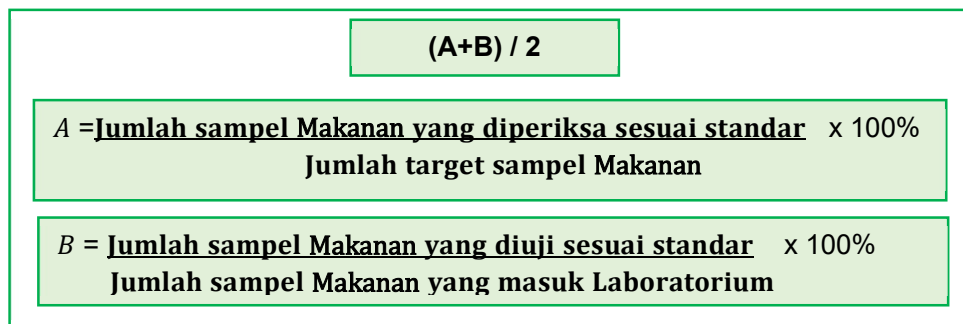 (A+B) / 2
A =Jumlah sampel Makanan yang diperiksa sesuai standar x 100%
Jumlah target sampel Makanan
B = Jumlah sampel Makanan yang diuji sesuai standar x 100%
Jumlah sampel Makanan yang masuk Laboratorium